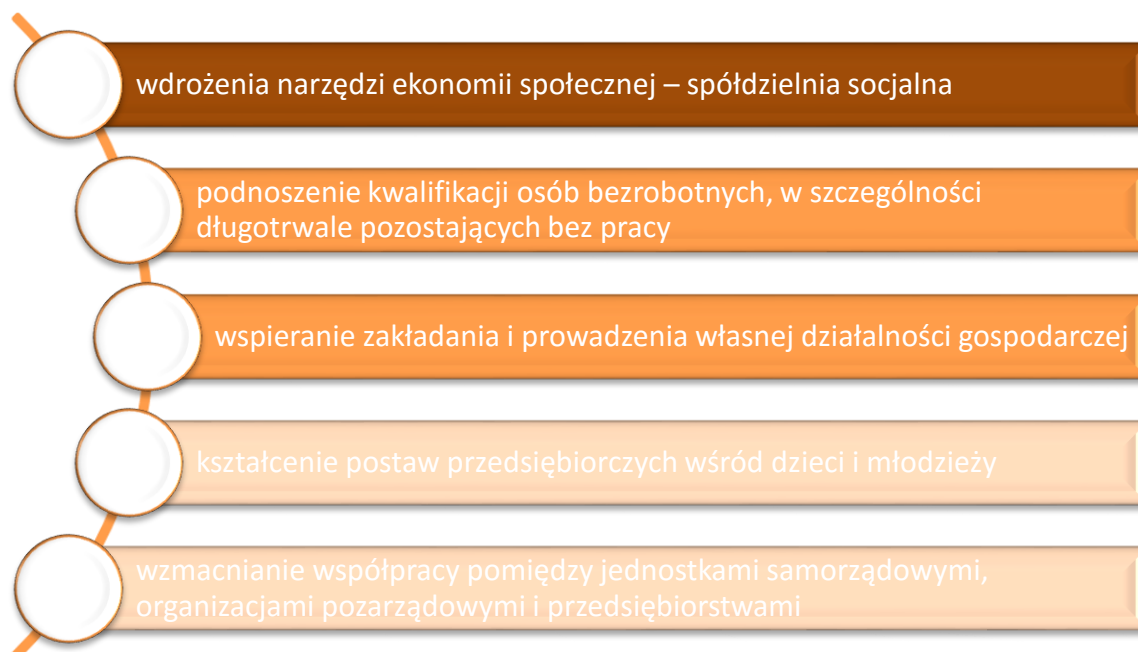 wdrożenia narzędzi ekonomii społecznej – spółdzielnia socjalna
podnoszenie kwalifikacji osób bezrobotnych, w szczególności
długotrwale pozostających bez pracy
wspieranie zakładania i prowadzenia własnej działalności gospodarczej
kształcenie postaw przedsiębiorczych wśród dzieci i młodzieży
wzmacnianie współpracy pomiędzy jednostkami samorządowymi,
organizacjami pozarządowymi i przedsiębiorstwami